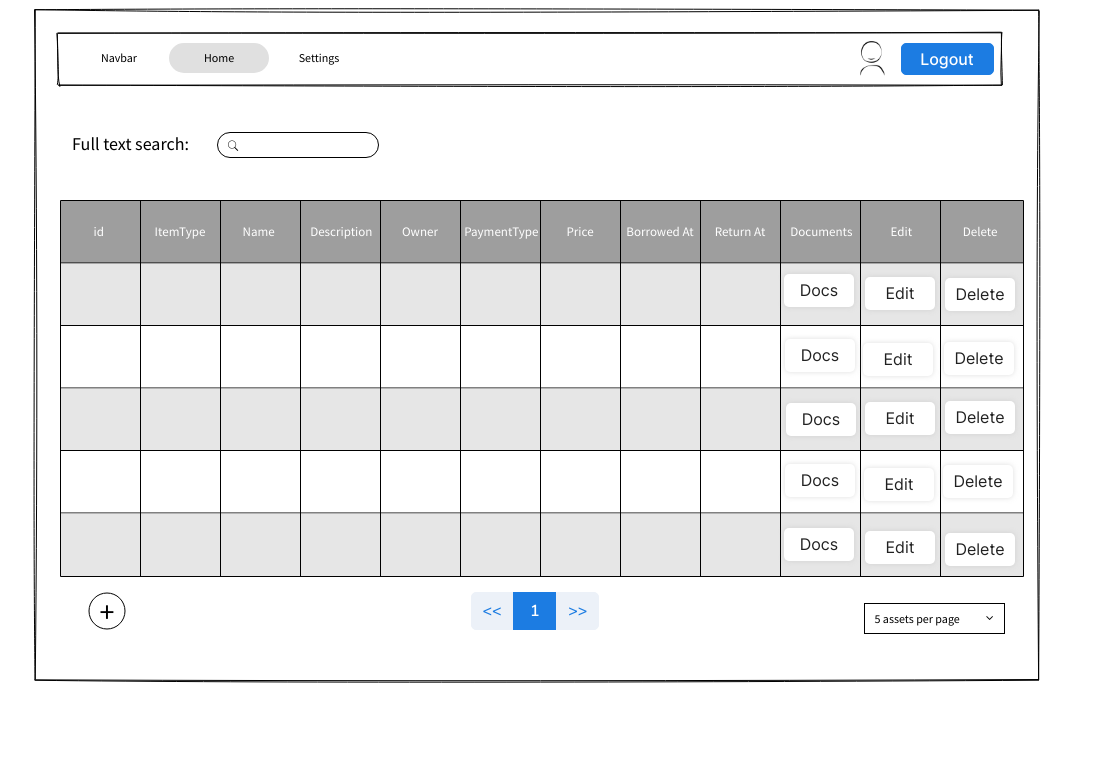 Navbar Home Settings Logout
Full text search:
id ItemType Name Description Owner PaymentType Price Borrowed At Return At Documents Edit Delete
Docs Edit Delete
Docs Edit Delete
Docs Edit Delete
Docs Edit Delete
Docs Edit Delete
+ << 1 >> 5 assets per page